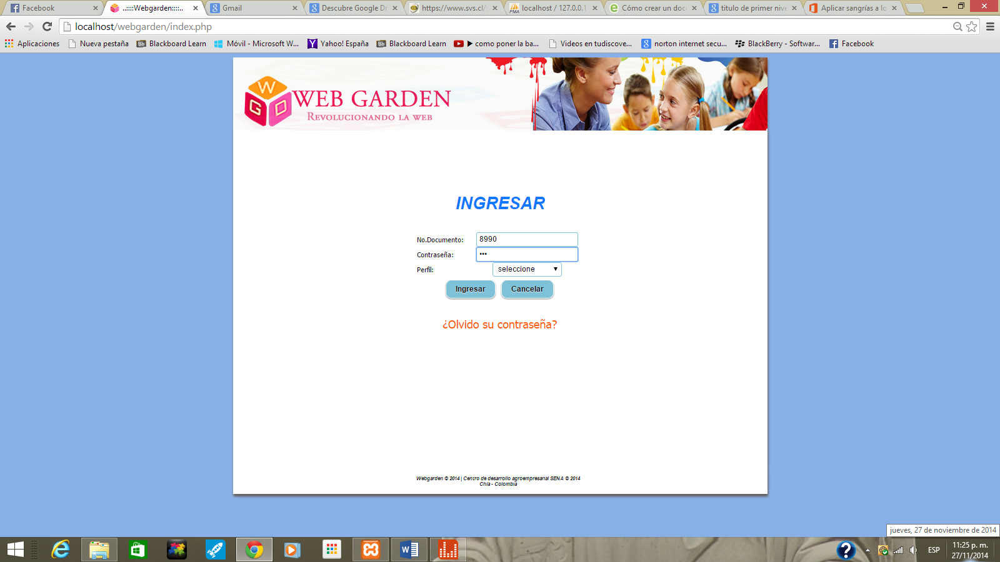 Facebook
..::::Webgarden::::..
Gmail
Descubre Google Dr
https://www.svs.cl/
localhost / 127.0.0.1
Cómo crear un doc
titulo de primer nive
Aplicar sangrías a lo
localhost/webgarden/index.php
Aplicaciones
Nueva pestaña
Blackboard Learn
Móvil - Microsoft W...
Yahoo! España
Blackboard Learn
▶ como poner la ba...
Videos en tudiscove...
norton internet secu...
BlackBerry - Softwar...
Facebook
W G D
WEB GARDEN
REVOLUCIONANDO LA WEB
INGRESAR
No.Documento: 8990
Contraseña: •••
Perfil: seleccione
Ingresar Cancelar
¿Olvido su contraseña?
Webgarden © 2014 | Centro de desarrollo agroempresarial SENA © 2014
Chía - Colombia
jueves, 27 de noviembre de 2014
ESP
11:25 p. m.
27/11/2014